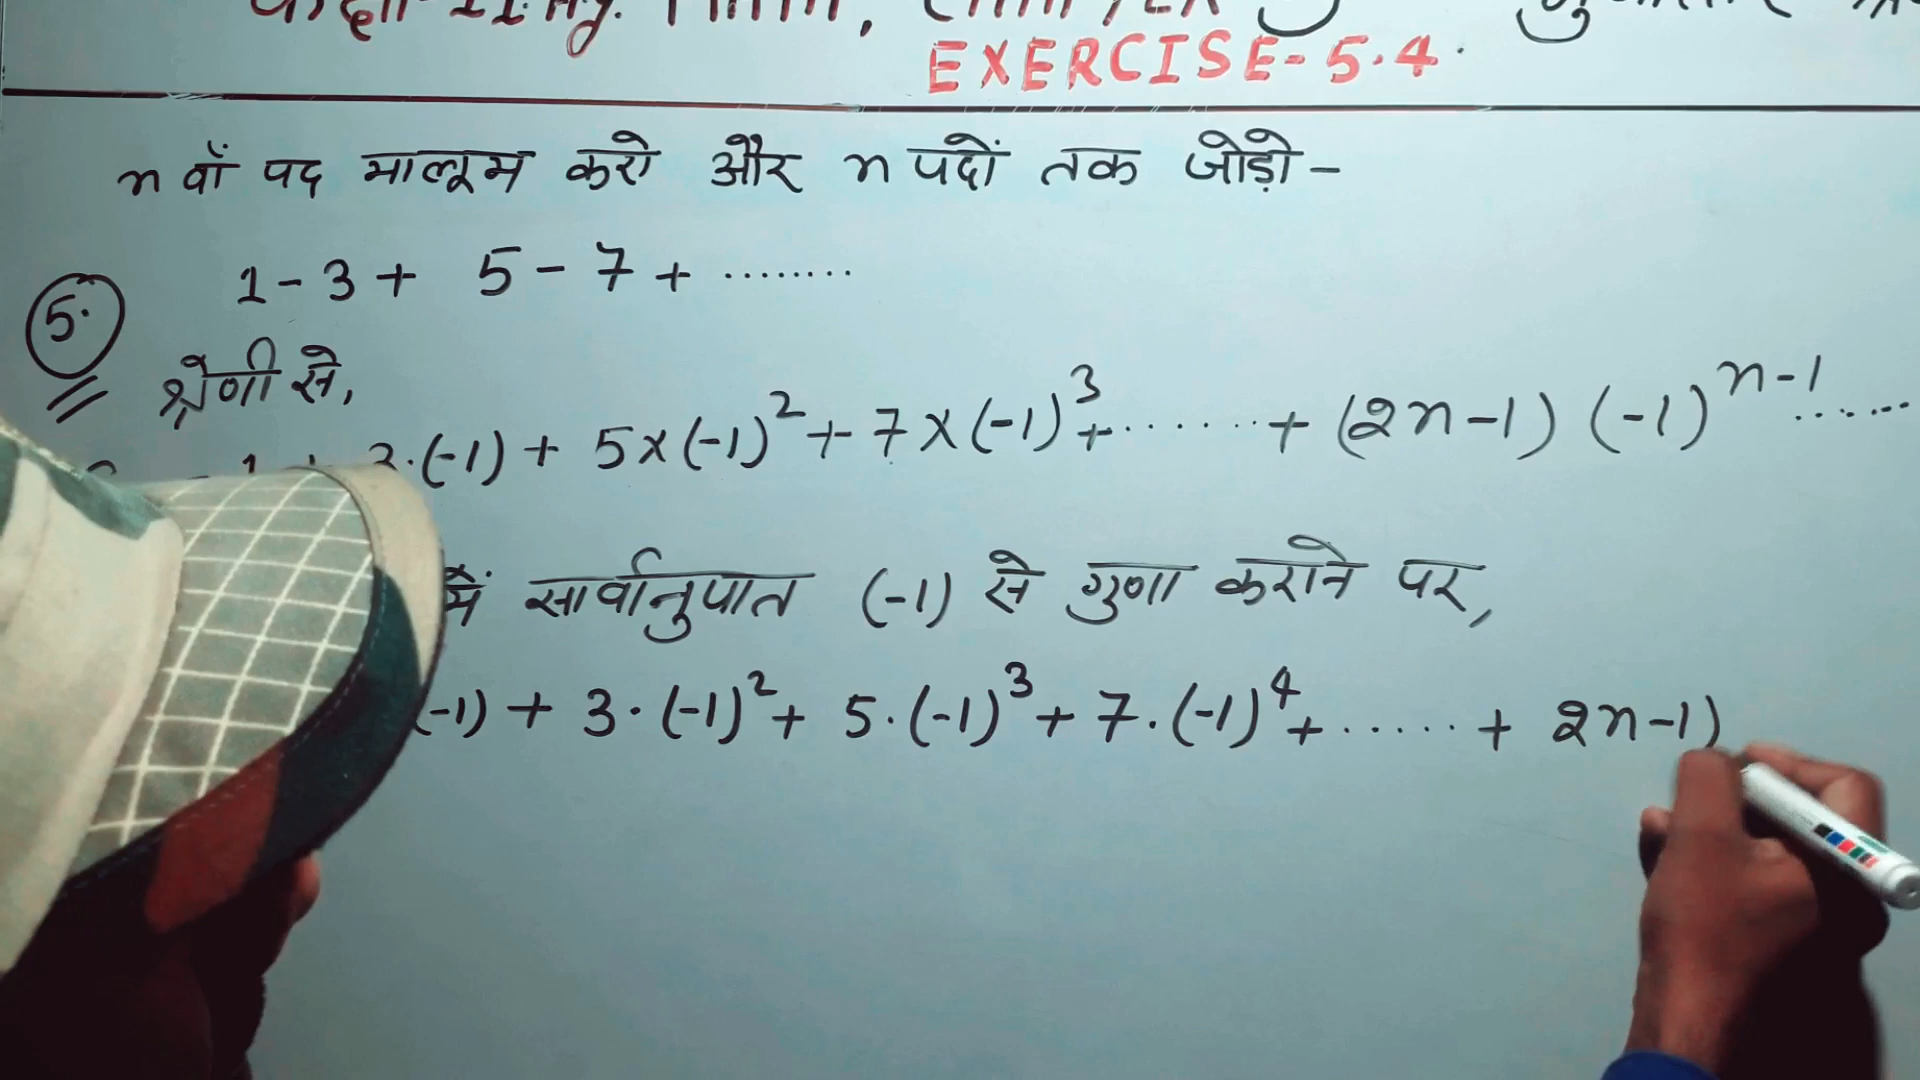 EXERCISE-5.4.
n वाँ पद मालूम करो और n पदों तक जोड़ो -
5. 1 - 3 + 5 - 7 + ........
श्रेणी से,
3·(-1) + 5×(-1)² + 7×(-1)³ + ....... + (2n-1) (-1)ⁿ⁻¹ ......
में सार्वानुपात (-1) से गुणा कराने पर,
(-1) + 3·(-1)² + 5·(-1)³ + 7·(-1)⁴ + ...... + 2n-1)